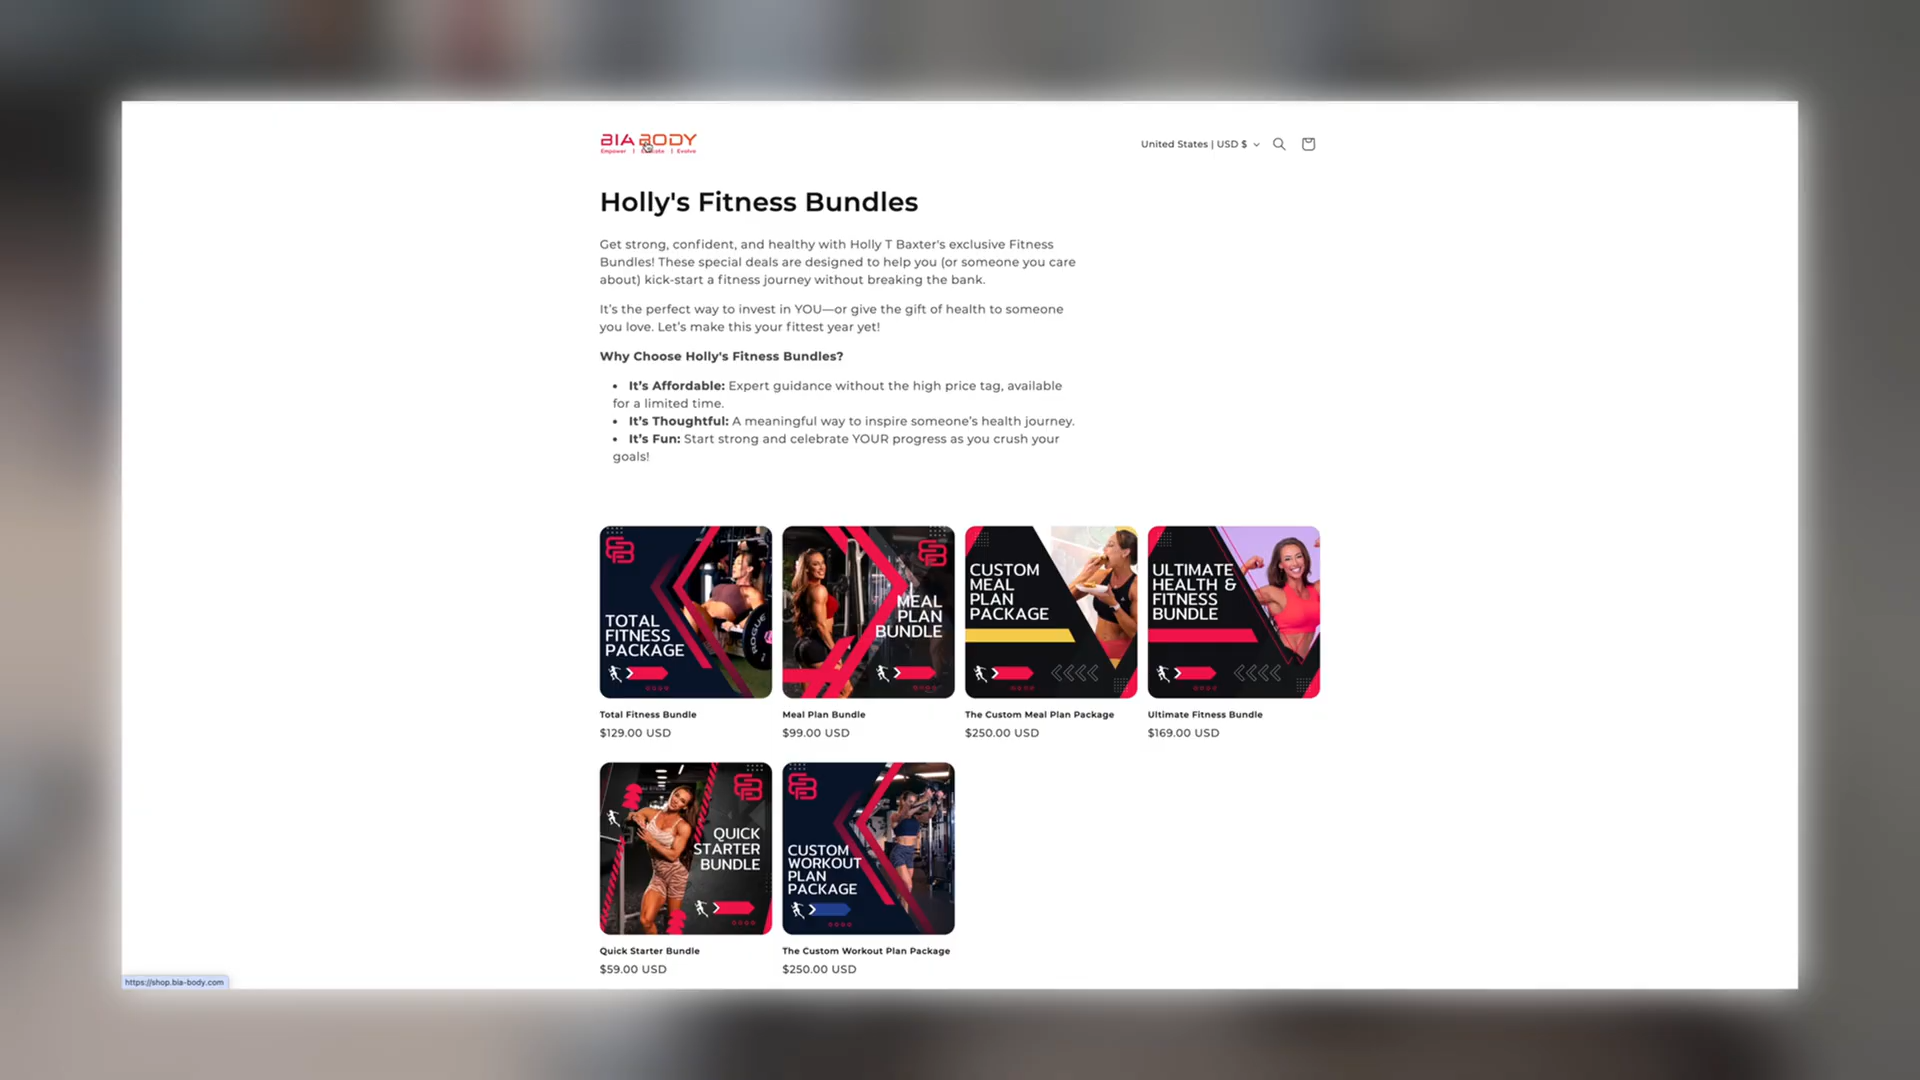 BIA BODY
Empower | | Evolve
United States | USD $
Holly's Fitness Bundles
Get strong, confident, and healthy with Holly T Baxter's exclusive Fitness
Bundles! These special deals are designed to help you (or someone you care
about) kick-start a fitness journey without breaking the bank.
It’s the perfect way to invest in YOU—or give the gift of health to someone
you love. Let’s make this your fittest year yet!
Why Choose Holly's Fitness Bundles?
• It’s Affordable: Expert guidance without the high price tag, available
for a limited time.
• It’s Thoughtful: A meaningful way to inspire someone’s health journey.
• It’s Fun: Start strong and celebrate YOUR progress as you crush your
goals!
TOTAL
FITNESS
PACKAGE
ROGUE
MEAL
PLAN
BUNDLE
CUSTOM
MEAL
PLAN
PACKAGE
ULTIMATE
HEALTH &
FITNESS
BUNDLE
Total Fitness Bundle
$129.00 USD
Meal Plan Bundle
$99.00 USD
The Custom Meal Plan Package
$250.00 USD
Ultimate Fitness Bundle
$169.00 USD
QUICK
STARTER
BUNDLE
CUSTOM
WORKOUT
PLAN
PACKAGE
Quick Starter Bundle
$59.00 USD
The Custom Workout Plan Package
$250.00 USD
https://shop.bia-body.com